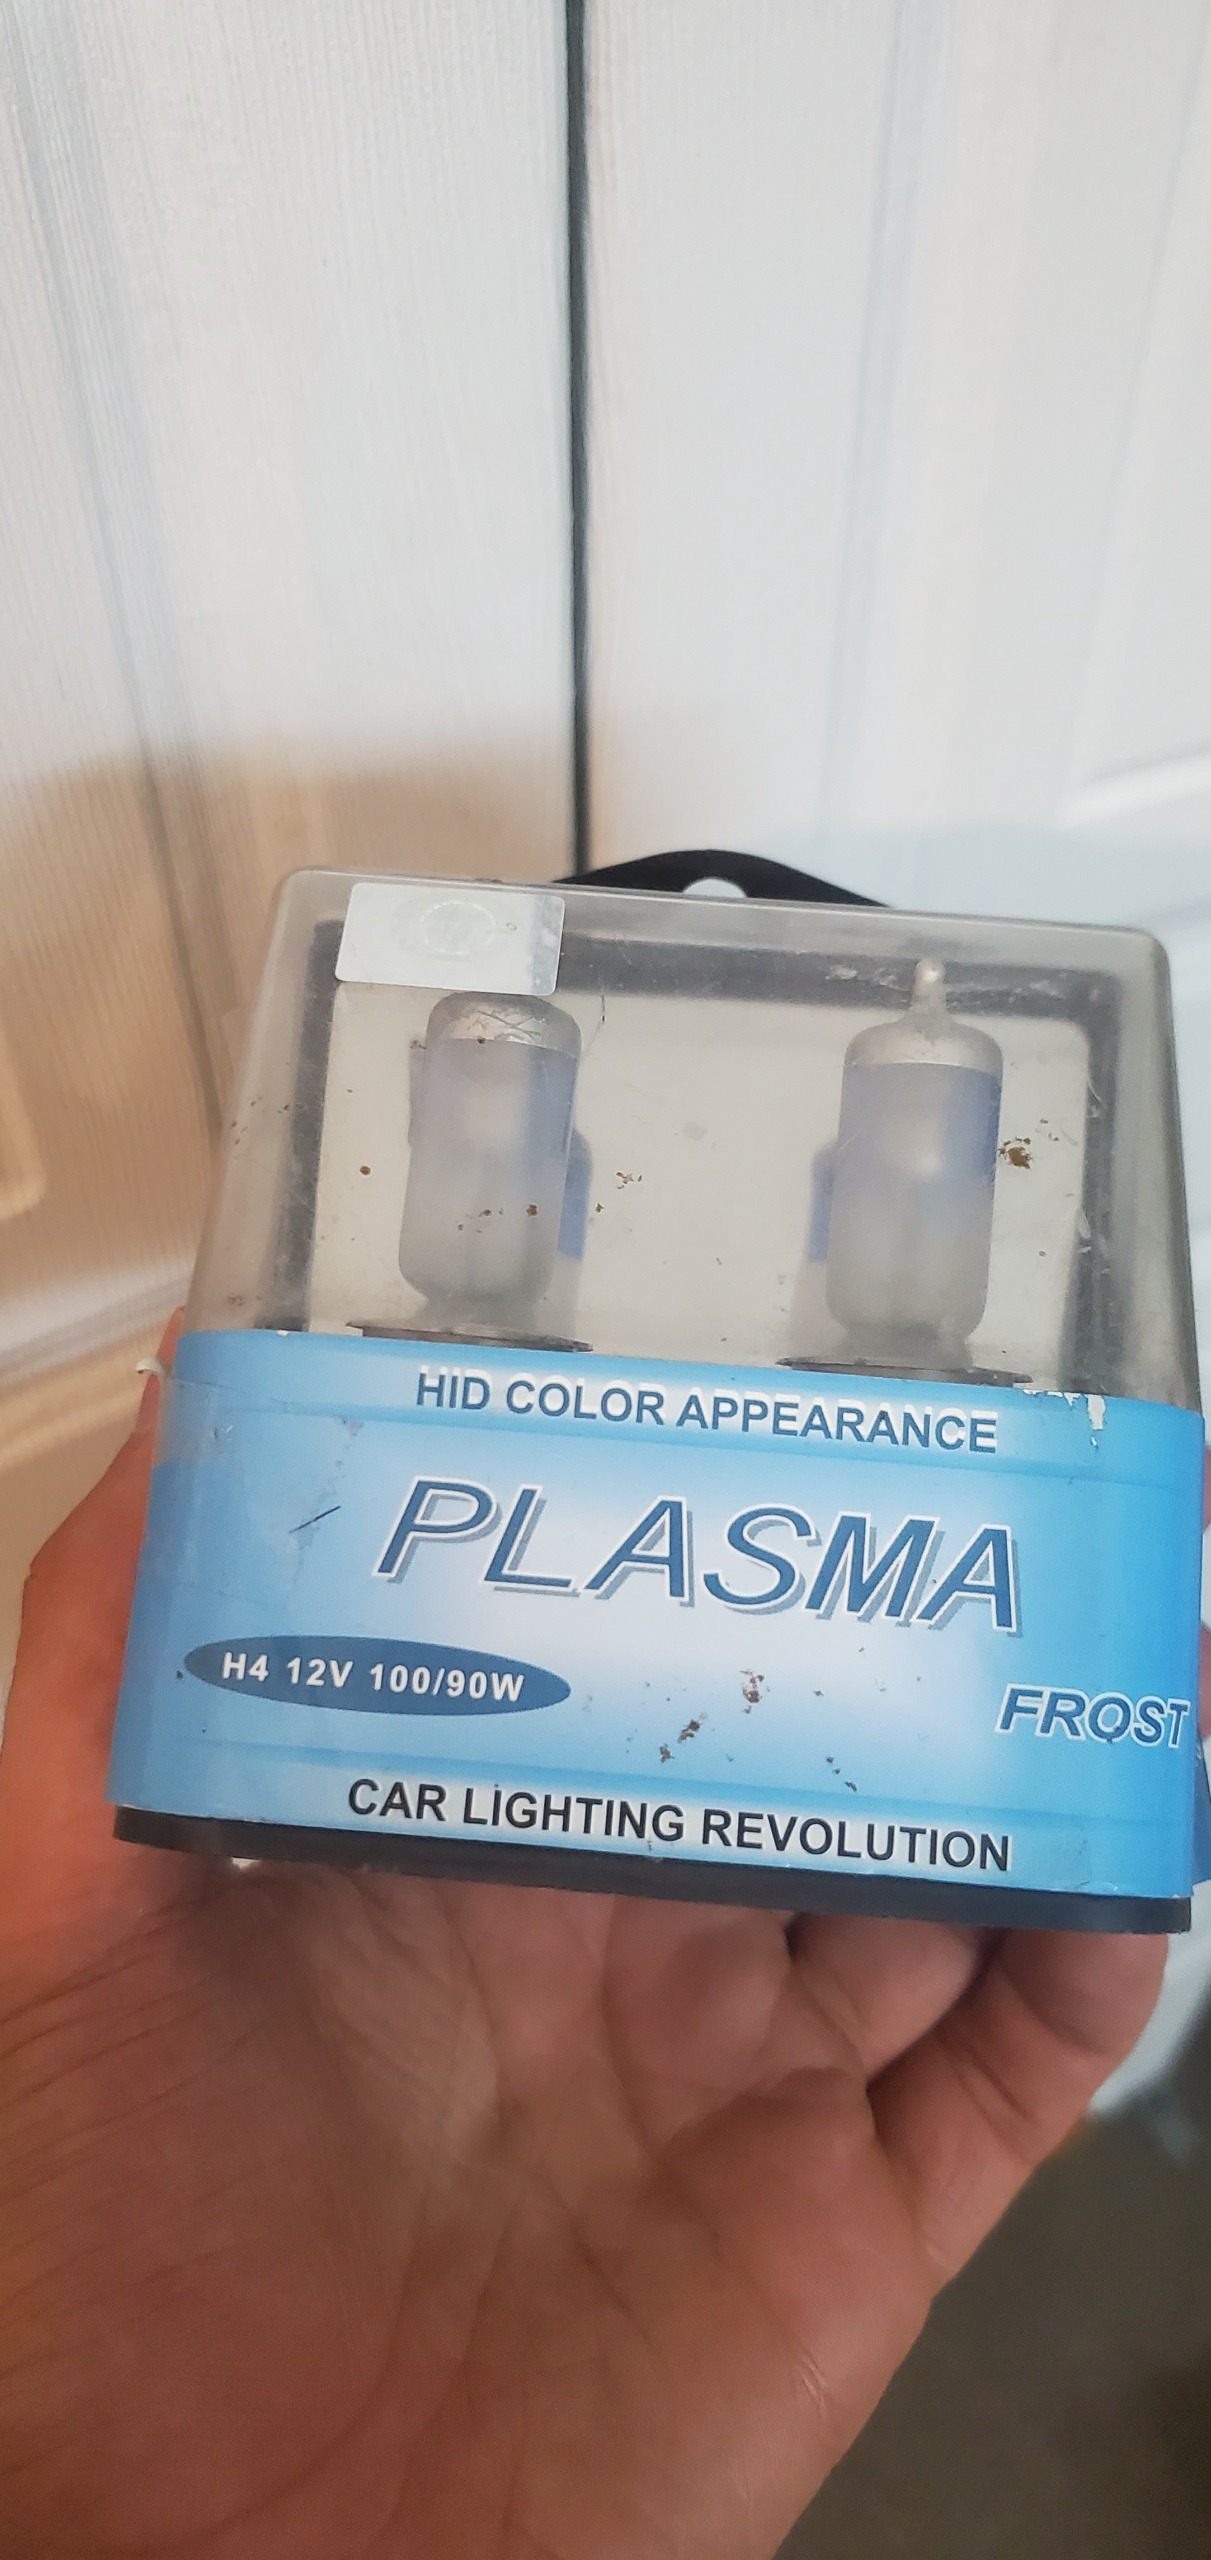 HID COLOR APPEARANCE
PLASMA
H4 12V 100/90W
FROST
CAR LIGHTING REVOLUTION